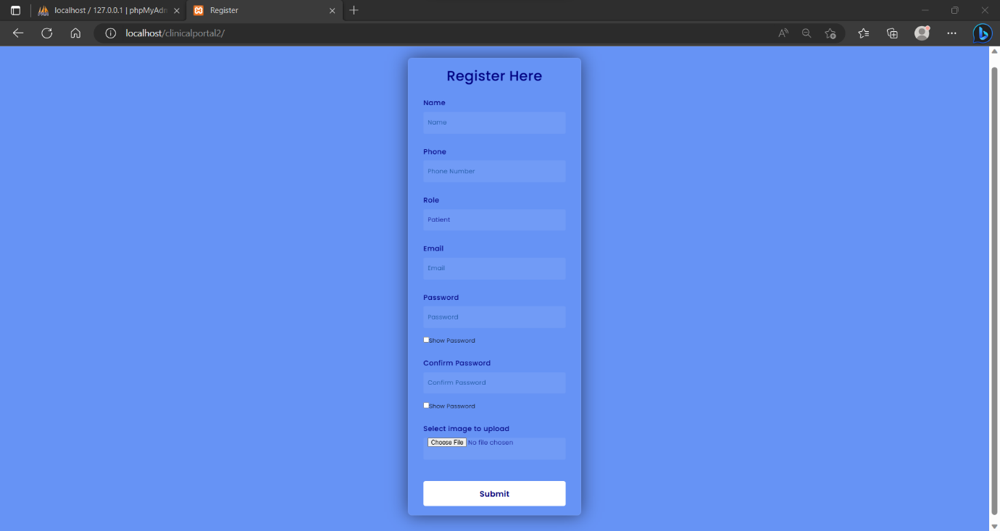 localhost / 127.0.0.1 | phpMyAdm
Register
localhost/clinicalportal2/
Register Here
Name
Name
Phone
Phone Number
Role
Patient
Email
Email
Password
Password
Show Password
Confirm Password
Confirm Password
Show Password
Select image to upload
Choose File No file chosen
Submit